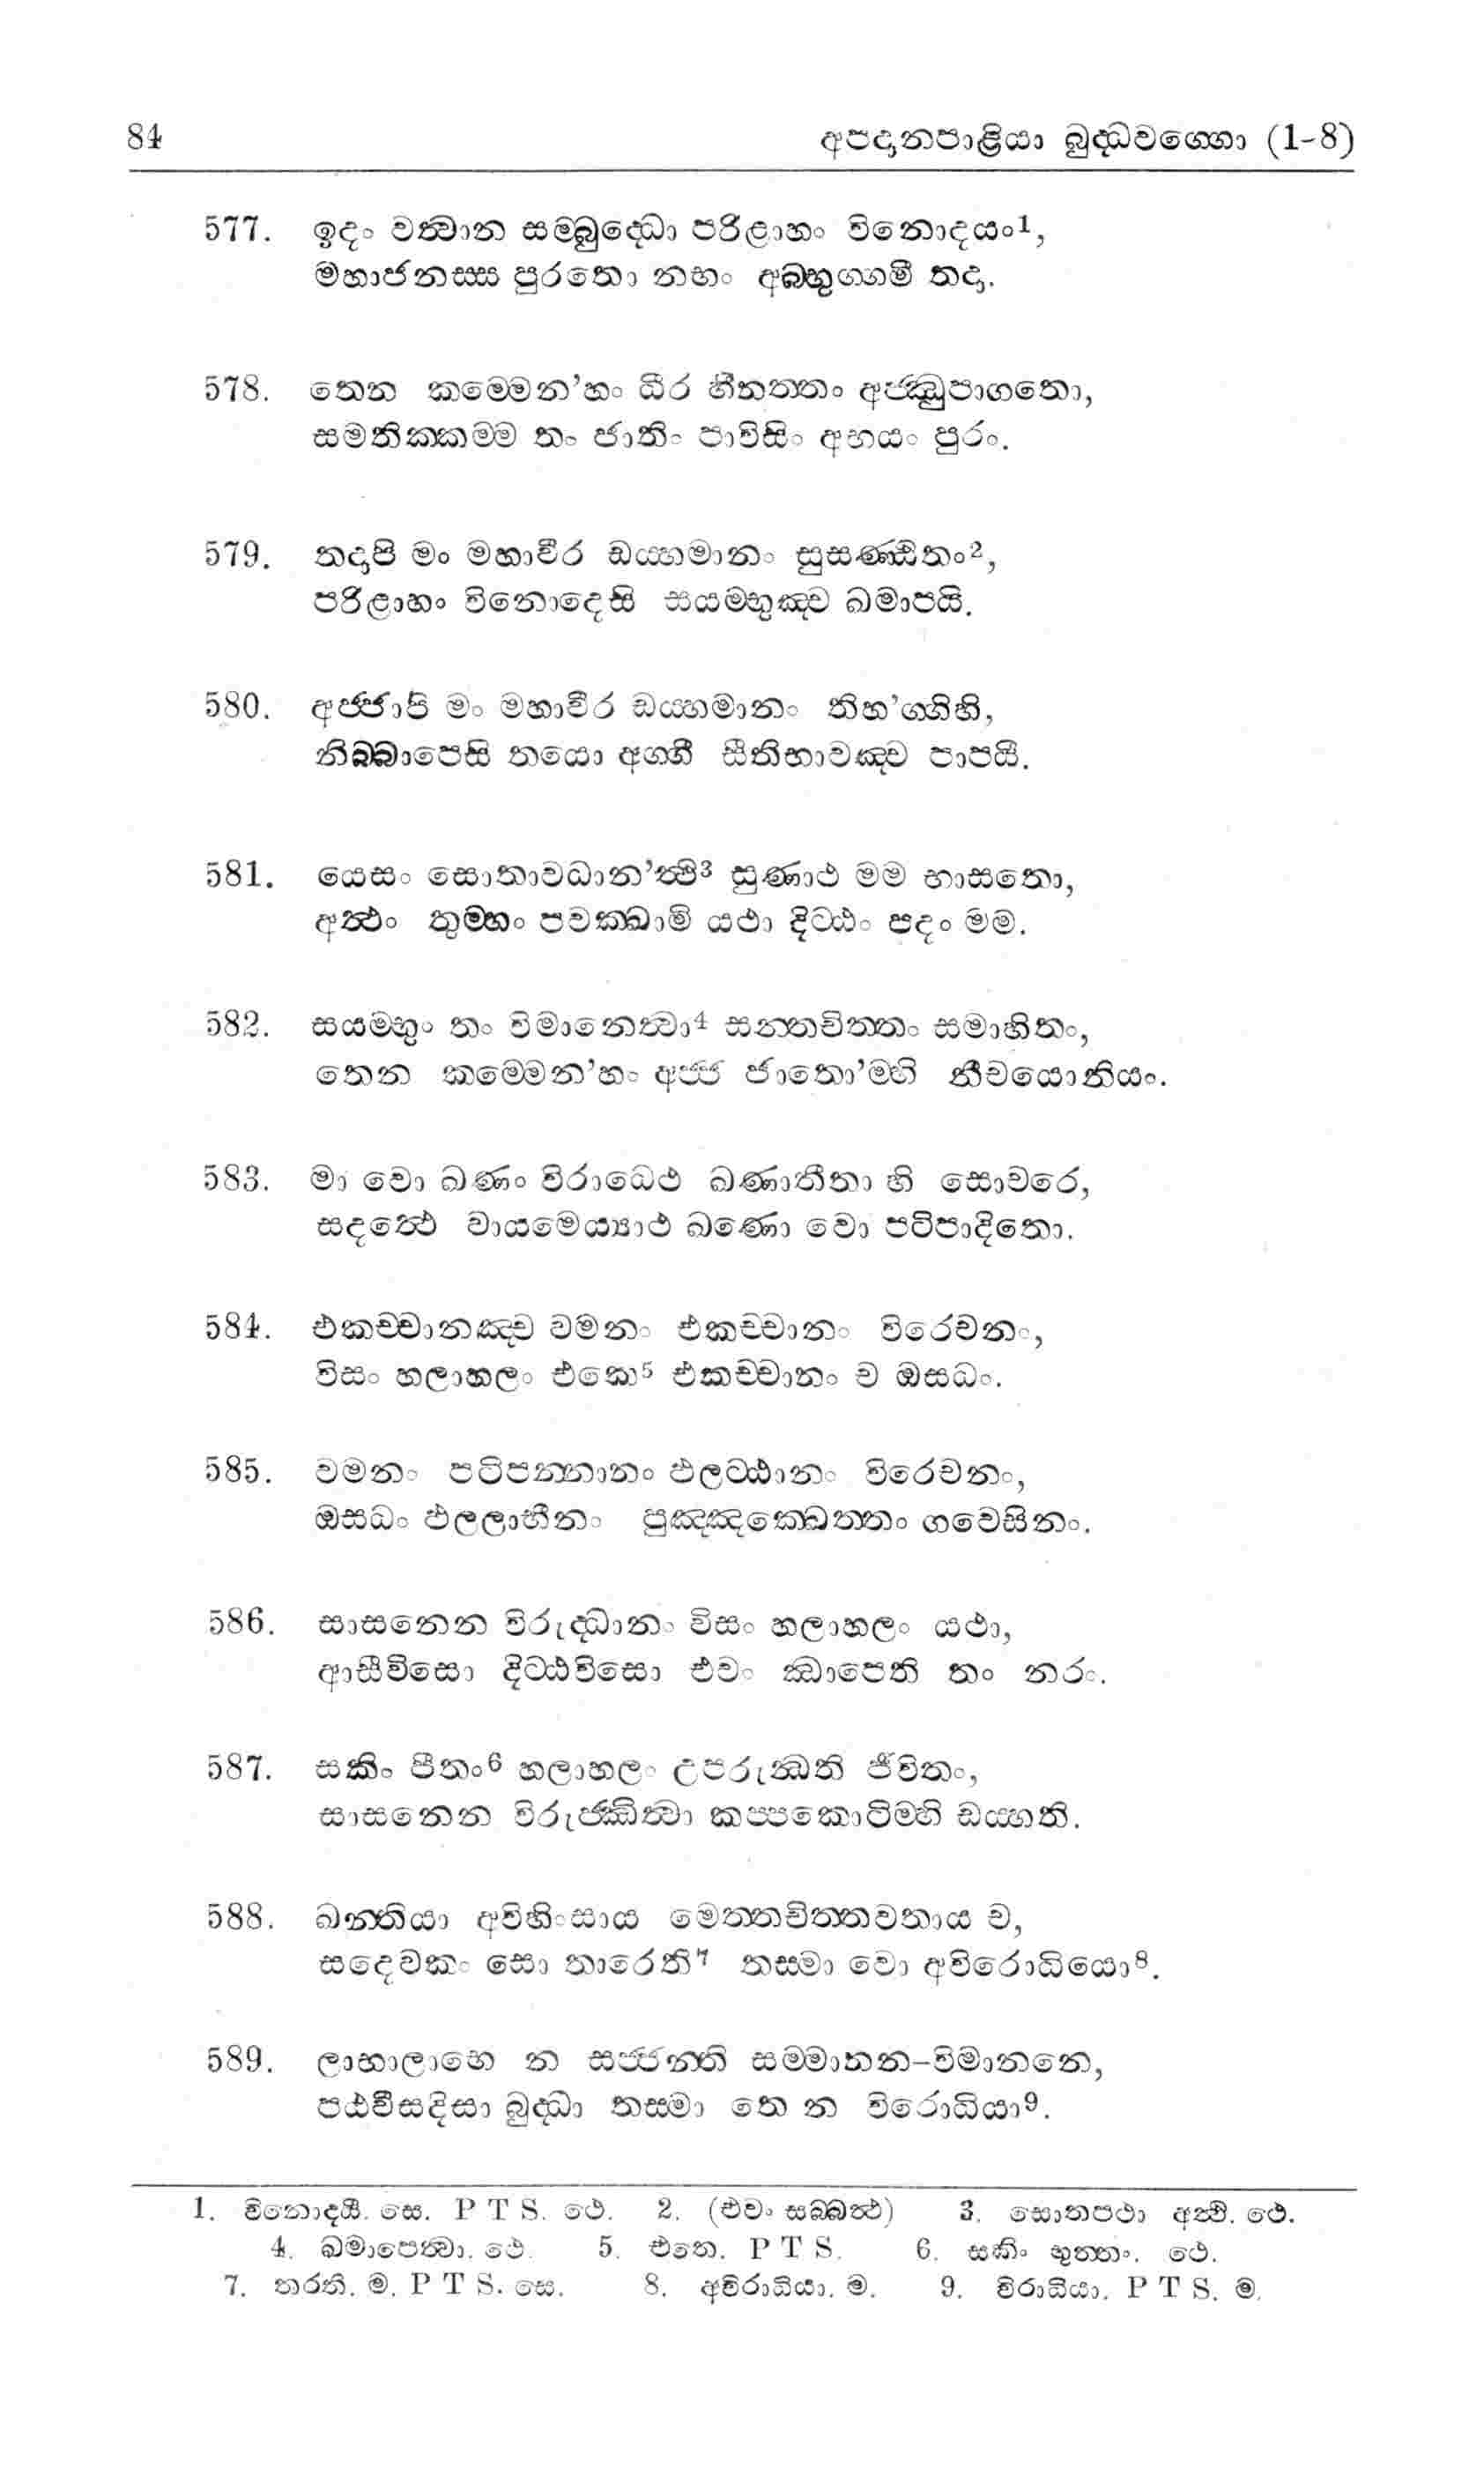 84 අපදානපාළියා බුද්ධවග්ගො (1-8)
577. ඉදං වත්වාන සම්බුද්ධො පරිළාහං විනොදයං1,
මහාජනස්ස පුරතො නභං අබ්භුග්ගමී තදා.
578. තෙන කම්මෙන'හං ධීර හීනත්තං අජ්ඣුපාගතො,
සමතික්කම්ම තං ජාතිං පාවිසිං අභයං පුරං.
579. තදාපි මං මහාවීර ඩය්හමානං සුසණ්ඨිතං2,
පරිළාහං විනොදෙසි සයම්භුඤ්ච ඛමාපයි.
580. අජ්ජාපි මං මහාවීර ඩය්හමානං තිහ'ග්ගිහි,
නිබ්බාපෙසි තයො අග්ගී සීතිභාවඤ්ච පාපයී.
581. යෙසං සොතාවධාන'ත්ථි3 සුණාථ මම භාසතො,
අත්ථං තුම්හං පවක්ඛාමි යථා දිට්ඨං පදං මම.
582. සයම්භුං තං විමානෙත්වා4 සන්තචිත්තං සමාහිතං,
තෙන කම්මෙන'හං අජ්ජ ජාතො'ම්හි නීචයොනියං.
583. මා වො ඛණං විරාධෙථ ඛණාතීතා හි සොචරෙ,
සදත්ථෙ වායමෙය්‍යාථ ඛණො වො පටිපාදිතො.
584. එකච්චානඤ්ච වමනං එකච්චානං විරෙචනං,
විසං හලාහලං එකෙ5 එකච්චානං ච ඔසධං.
585. වමනං පටිපන්නානං ඵලට්ඨානං විරෙචනං,
ඔසධං ඵලලාභීනං පුඤ්ඤක්ඛෙත්තං ගවෙසිනං.
586. සාසනෙන විරුද්ධානං විසං හලාහලං යථා,
ආසීවිසො දිට්ඨවිසො එවං ඣාපෙති තං නරං.
587. සකිං පීතං6 හලාහලං උපරුන්ධති ජීවිතං,
සාසනෙන විරුජ්ඣිත්වා කප්පකොටිම්හි ඩය්හති.
588. ඛන්තියා අවිහිංසාය මෙත්තචිත්තවතාය ච,
සදෙවකං සො තාරෙති7 තස්මා වො අවිරොධියො8.
589. ලාභාලාභෙ න සජ්ජන්ති සම්මානන-විමානනෙ,
පඨවීසදිසා බුද්ධා තස්මා තෙ න විරොධියා9.
1. විනොදයී. සෙ. P T S. ථෙ. 2. (එවං සබ්බත්ථ) 3. සොතපථා අත්ථි. ථෙ.
4. ඛමාපෙත්වා. ථෙ. 5. එතෙ. P T S. 6. සකිං භුත්තං. ථෙ.
7. තරති. ම. P T S. සෙ. 8. අවිරාධියා. ම. 9. විරාධියා. P T S. ම.